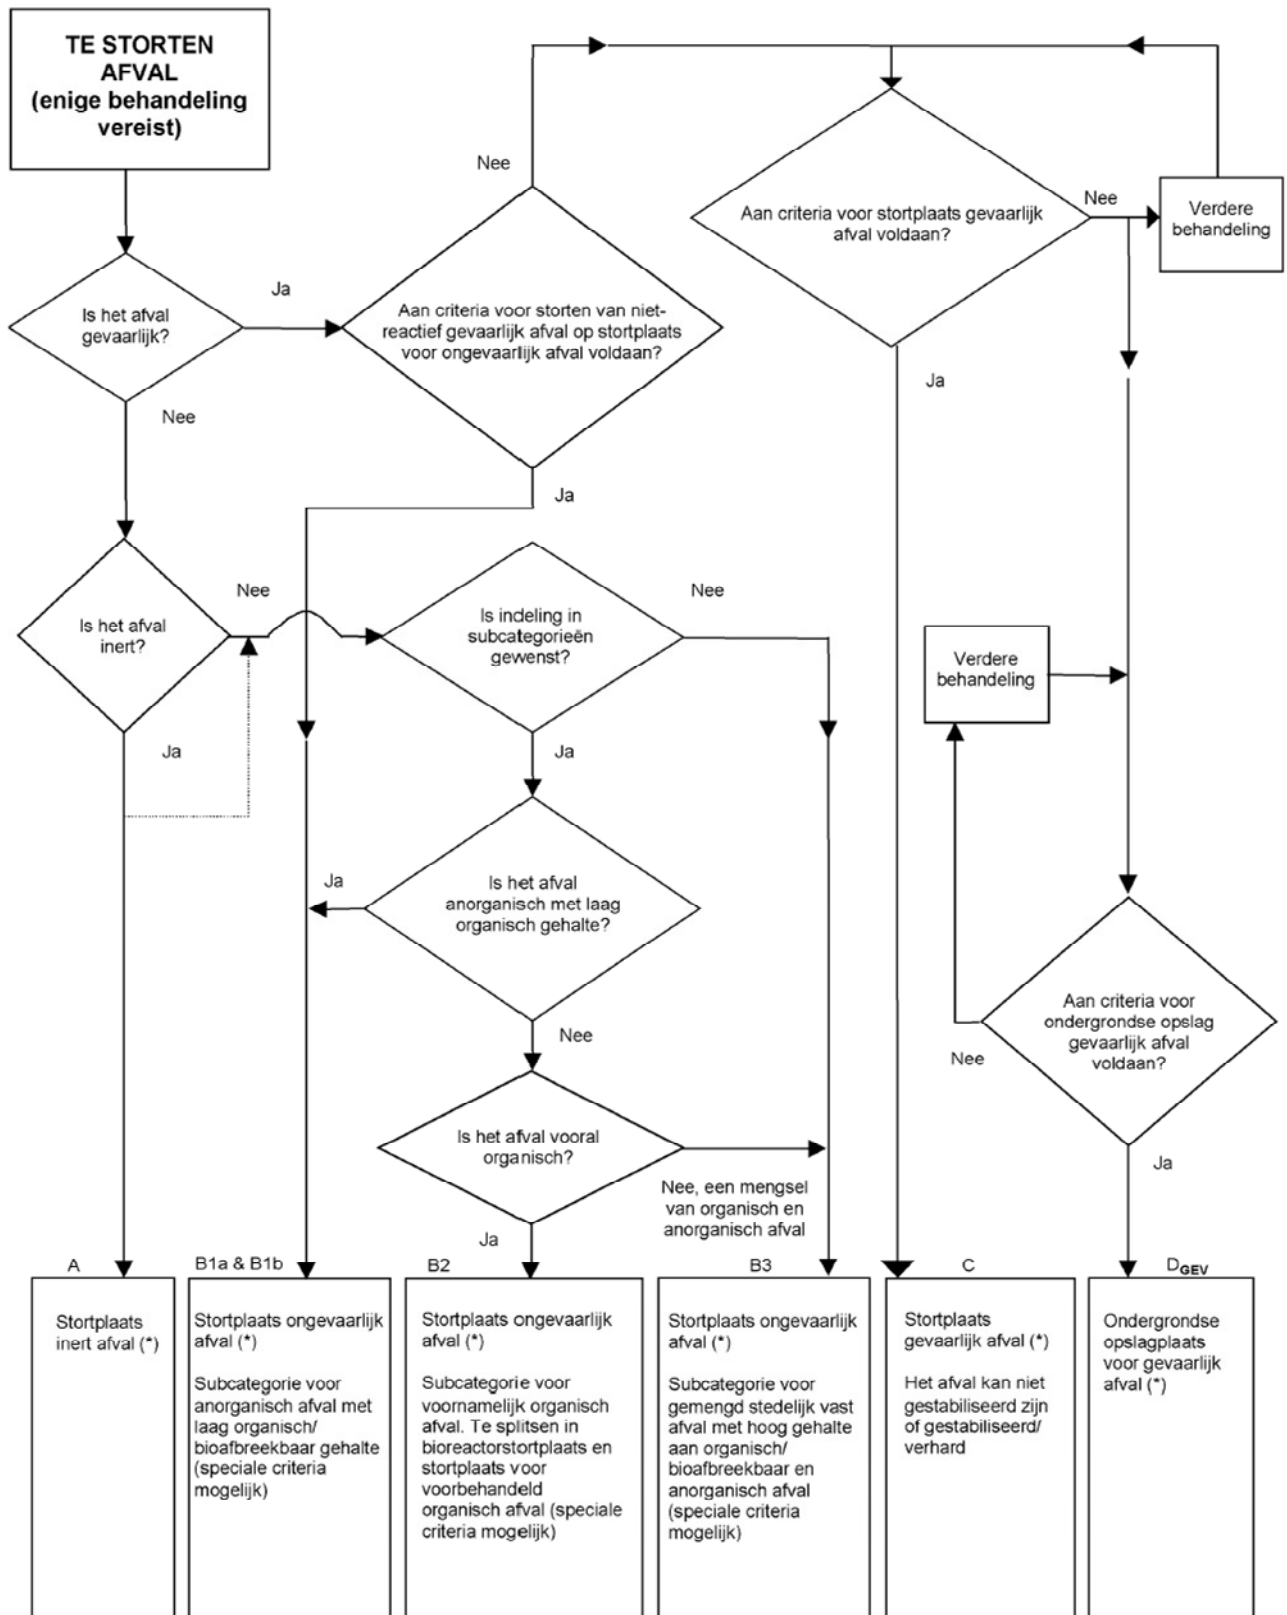 TE STORTEN
AFVAL
(enige behandeling
vereist)
Nee
Aan criteria voor stortplaats gevaarlijk
afval voldaan?
Nee
Verdere
behandeling
Is het afval
gevaarlijk?
Ja
Aan criteria voor storten van niet-
reactief gevaarlijk afval op stortplaats
voor ongevaarlijk afval voldaan?
Ja
Nee
Ja
Is het afval
inert?
Nee
Is indeling in
subcategorieën
gewenst?
Nee
Verdere
behandeling
Ja
Ja
Ja
Is het afval
anorganisch met laag
organisch gehalte?
Nee
Aan criteria voor
ondergrondse opslag
gevaarlijk afval
voldaan?
Nee
Is het afval vooral
organisch?
Ja
Nee, een mengsel
van organisch en
anorganisch afval
Ja
A
Stortplaats
inert afval (*)
B1a & B1b
Stortplaats ongevaarlijk
afval (*)
Subcategorie voor
anorganisch afval met
laag organisch/
bioafbreekbaar gehalte
(speciale criteria
mogelijk)
B2
Stortplaats ongevaarlijk
afval (*)
Subcategorie voor
voornamelijk organisch
afval. Te splitsen in
bioreactorstortplaats en
stortplaats voor
voorbehandeld
organisch afval (speciale
criteria mogelijk)
B3
Stortplaats ongevaarlijk
afval (*)
Subcategorie voor
gemengd stedelijk vast
afval met hoog gehalte
aan organisch/
bioafbreekbaar en
anorganisch afval
(speciale criteria
mogelijk)
C
Stortplaats
gevaarlijk afval (*)
Het afval kan niet
gestabiliseerd zijn
of gestabiliseerd/
verhard
DGEV
Ondergrondse
opslagplaats
voor gevaarlijk
afval (*)